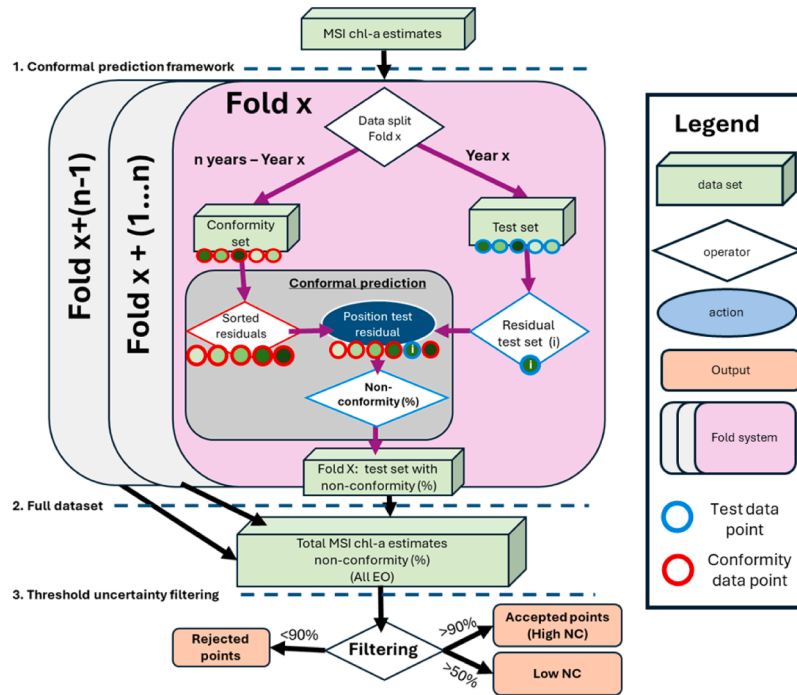 MSI chl-a estimates
1. Conformal prediction framework
Fold x+(n-1)
Fold x + (1...n)
Fold x
Data split
Fold x
n years – Year x
Year x
Conformity
set
Test set
Conformal prediction
Sorted
residuals
Position test
residual
Residual
test set (i)
i
i
Non-
conformity (%)
Fold X: test set with
non-conformity (%)
2. Full dataset
Total MSI chl-a estimates
non-conformity (%)
(All EO)
3. Threshold uncertainty filtering
Rejected
points
<90%
Filtering
>90%
Accepted points
(High NC)
>50%
Low NC
Legend
data set
operator
action
Output
Fold system
Test data
point
Conformity
data point